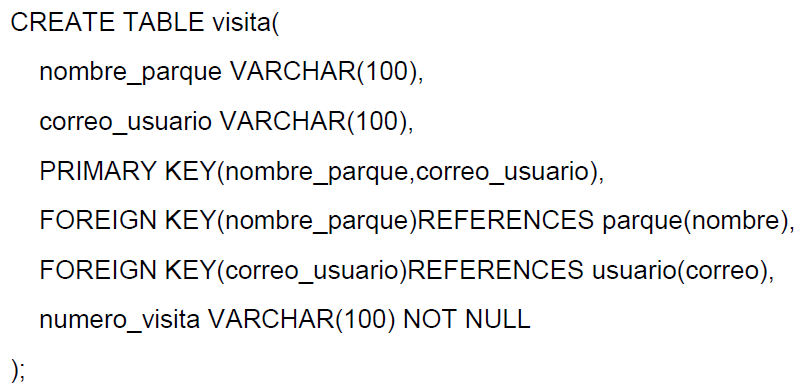 CREATE TABLE visita(
nombre_parque VARCHAR(100),
correo_usuario VARCHAR(100),
PRIMARY KEY(nombre_parque,correo_usuario),
FOREIGN KEY(nombre_parque)REFERENCES parque(nombre),
FOREIGN KEY(correo_usuario)REFERENCES usuario(correo),
numero_visita VARCHAR(100) NOT NULL
);